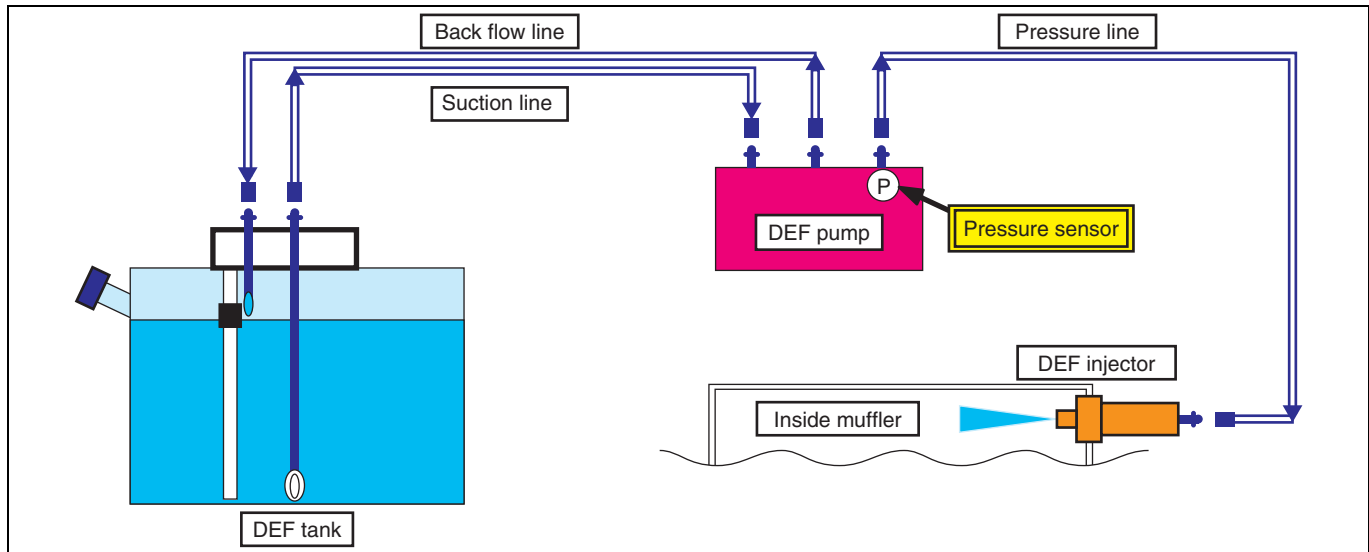 Back flow line
Pressure line
Suction line
P
DEF pump
Pressure sensor
DEF injector
Inside muffler
DEF tank